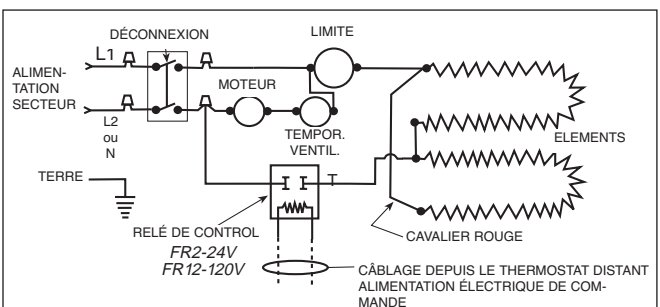 DÉCONNEXION
LIMITE
L1
ALIMEN-
TATION
SECTEUR
MOTEUR
L2
ou
N
TEMPOR.
VENTIL.
ELEMENTS
TERRE
T
RELÉ DE CONTROL
FR2-24V
FR12-120V
CAVALIER ROUGE
CÂBLAGE DEPUIS LE THERMOSTAT DISTANT
ALIMENTATION ÉLECTRIQUE DE COM-
MANDE